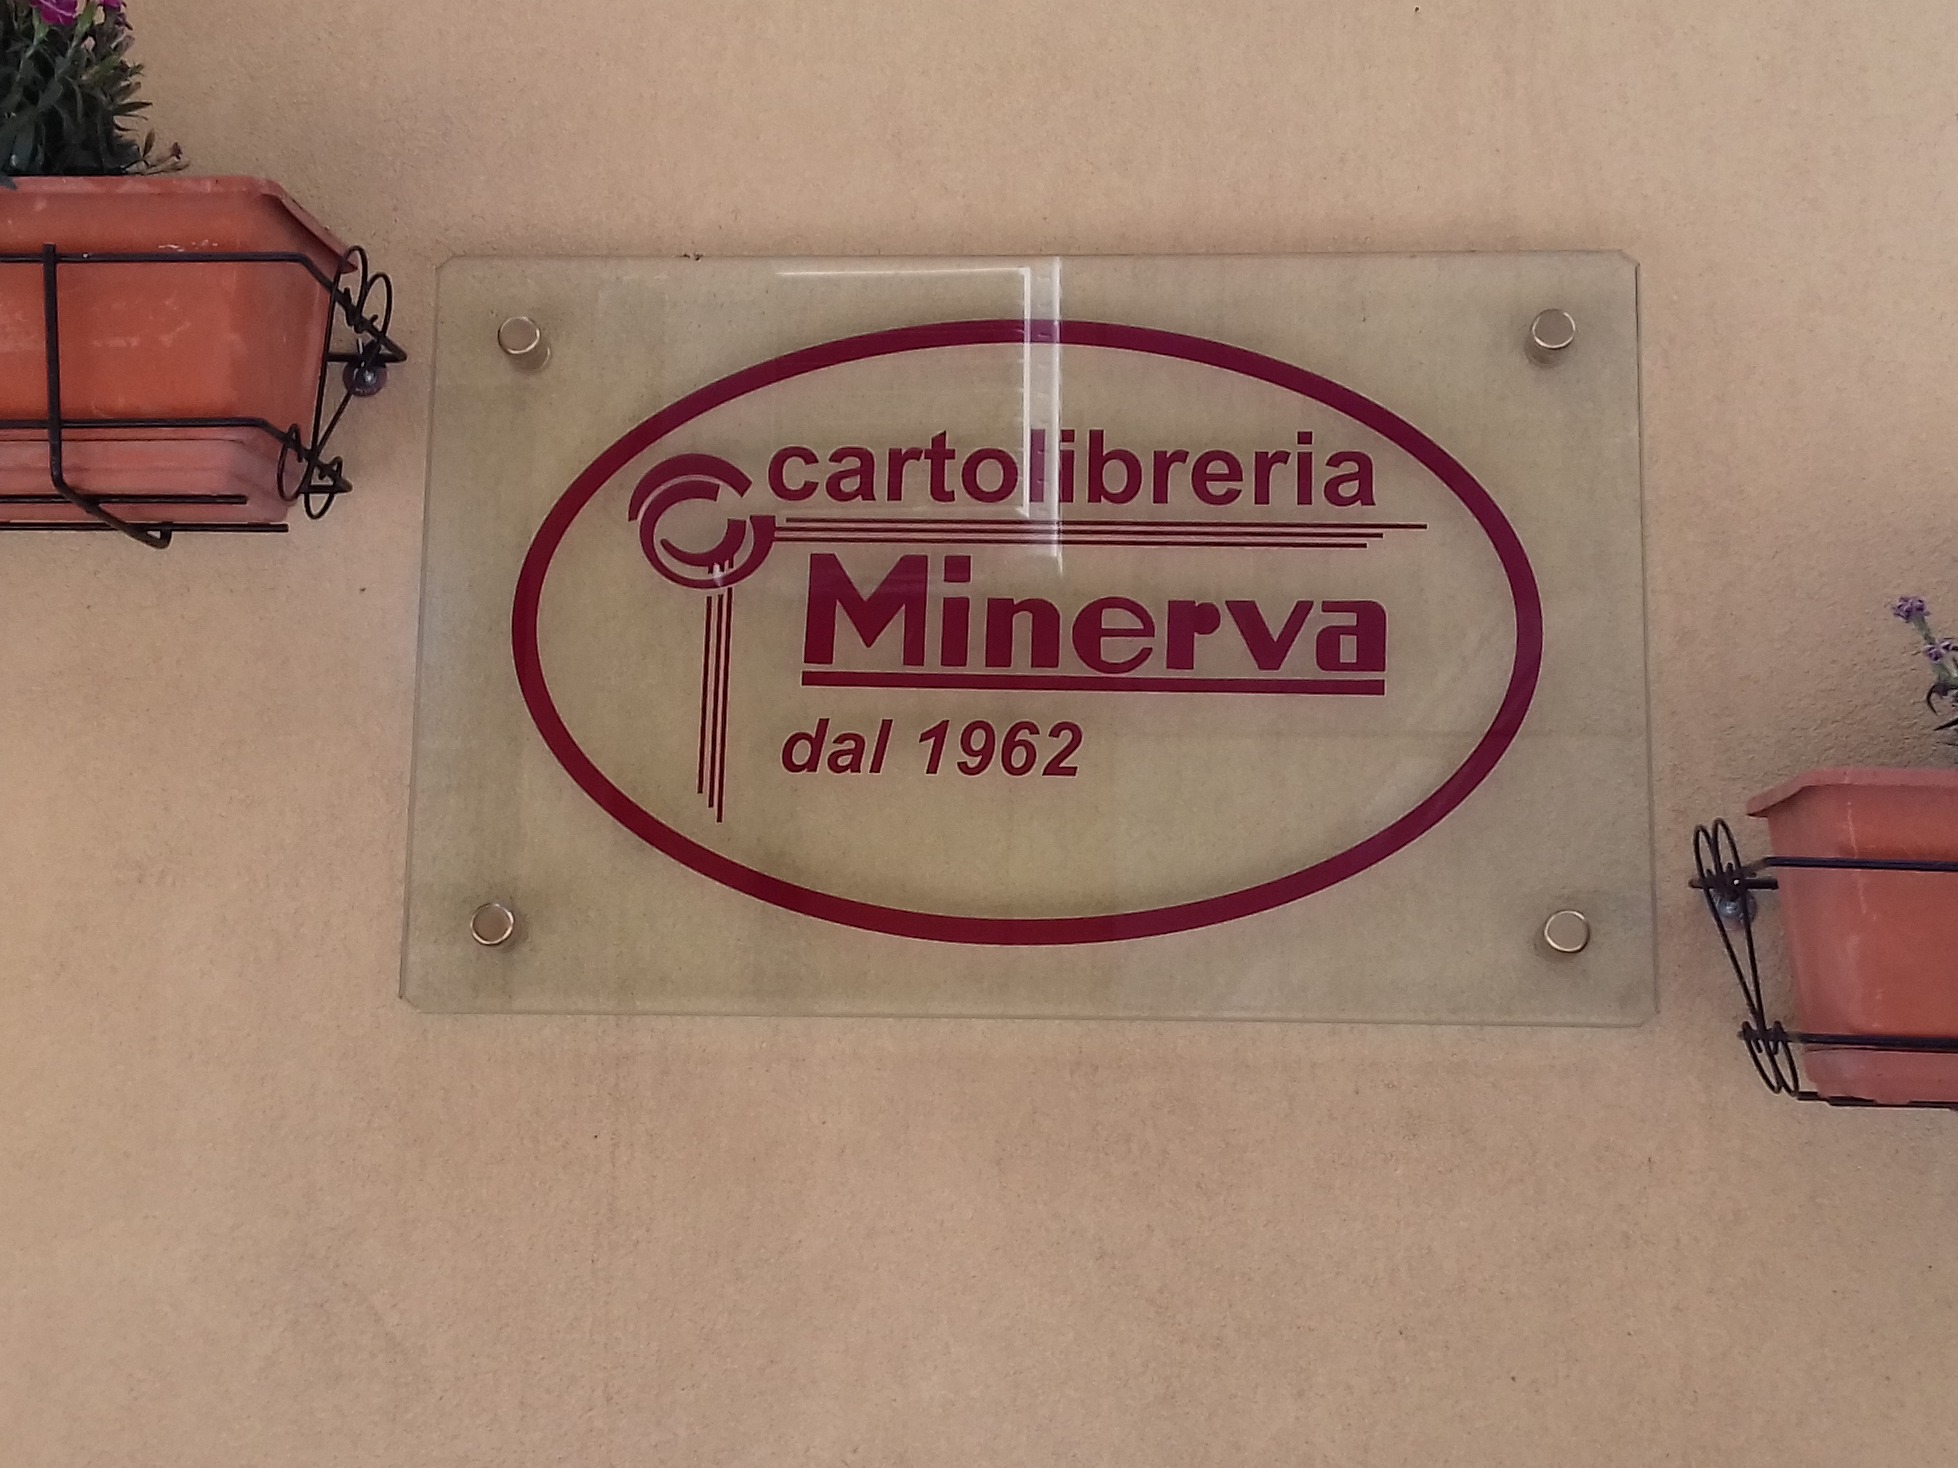 cartolibreria
Minerva
dal 1962